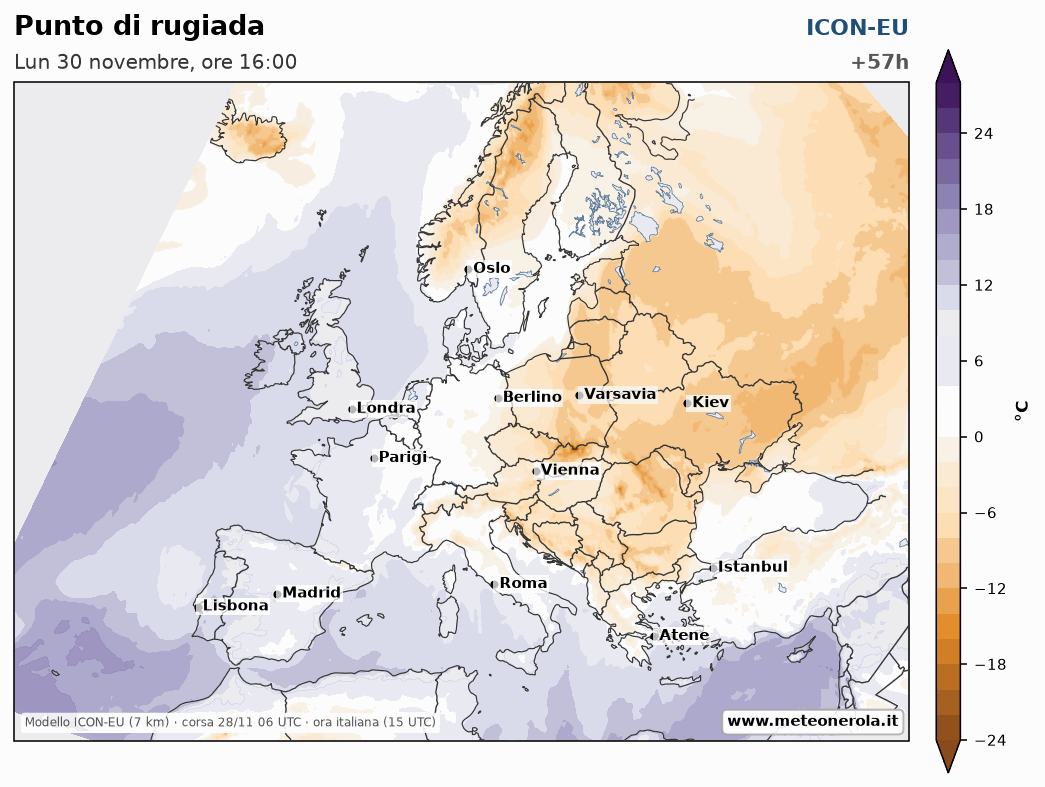 Punto di rugiada
ICON-EU
Lun 30 novembre, ore 16:00
+57h
Oslo
Berlino
Varsavia
Kiev
Londra
Parigi
Vienna
Istanbul
Roma
Madrid
Lisbona
Atene
Modello ICON-EU (7 km) · corsa 28/11 06 UTC · ora italiana (15 UTC)
www.meteonerola.it
24
18
12
6
0
−6
−12
−18
−24
°C